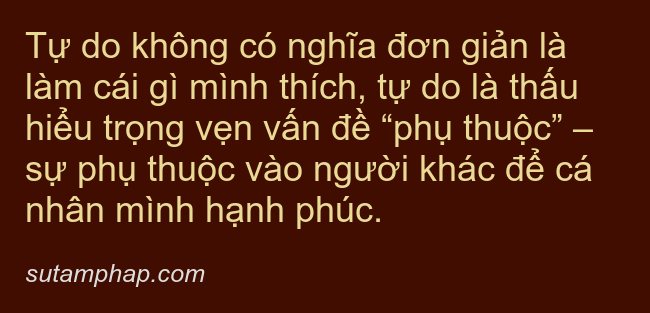 Tự do không có nghĩa đơn giản là
làm cái gì mình thích, tự do là thấu
hiểu trọng vẹn vấn đề “phụ thuộc” –
sự phụ thuộc vào người khác để cá
nhân mình hạnh phúc.
sutamphap.com